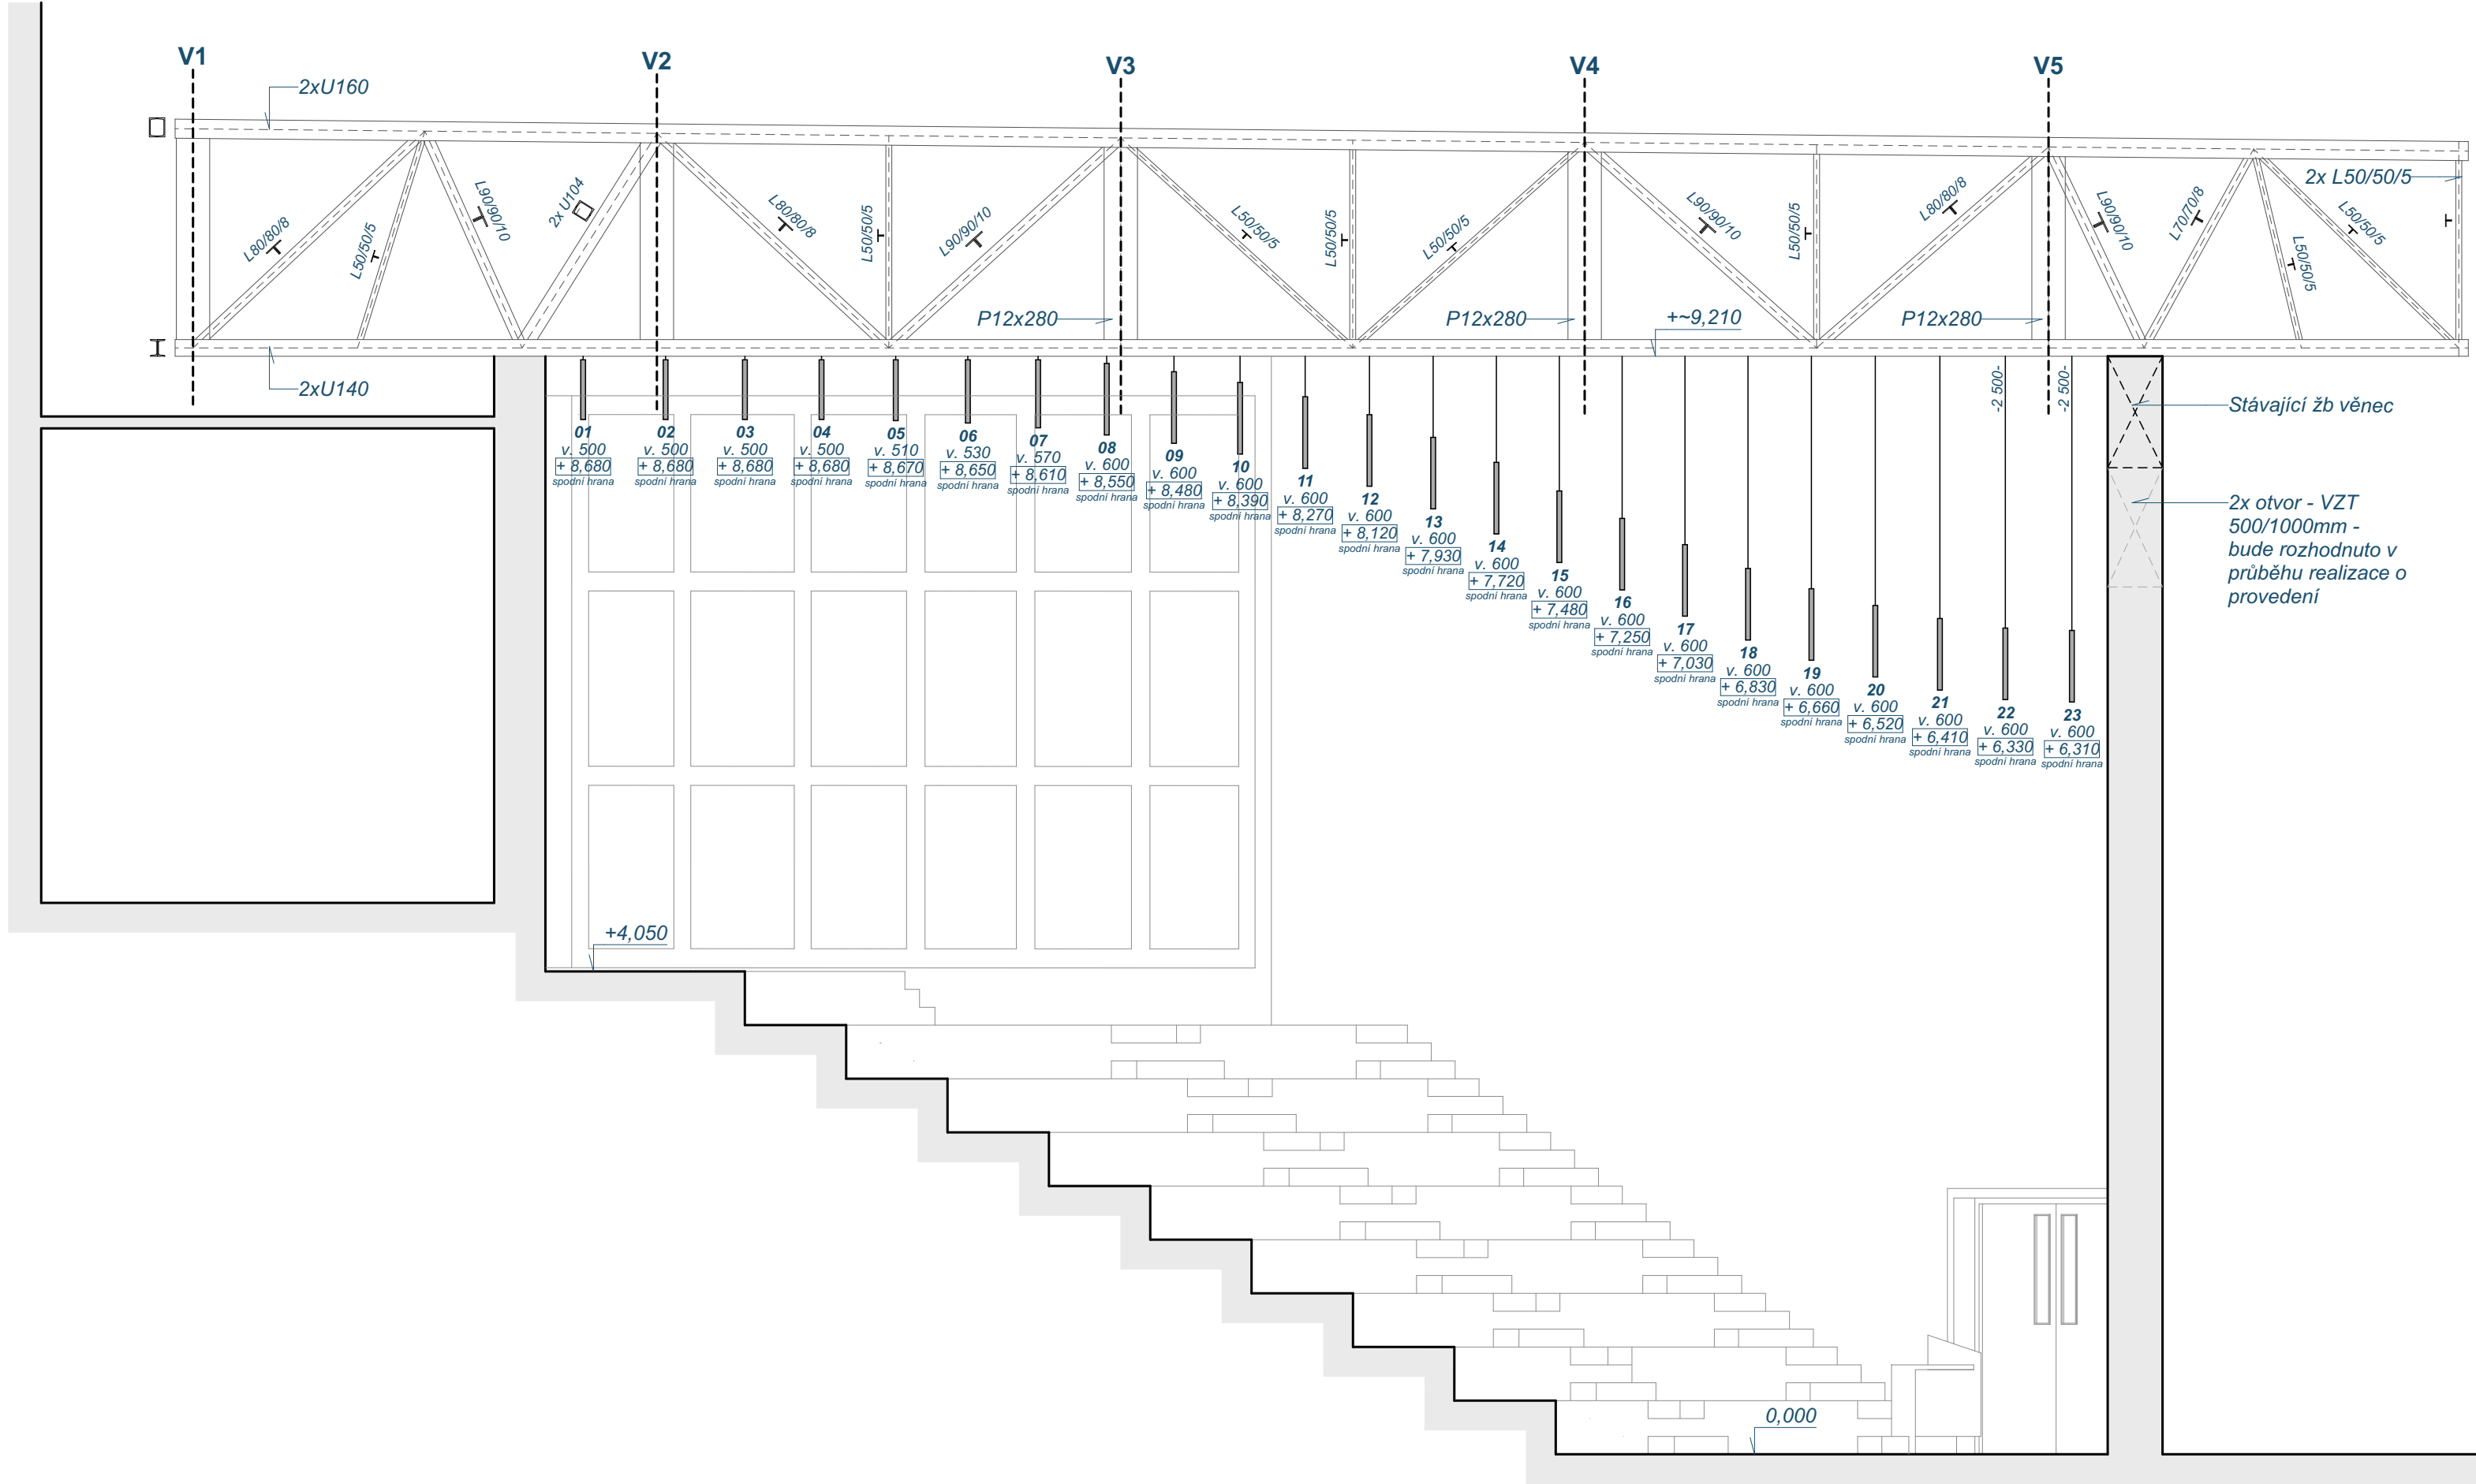 V1
V2
V3
V4
V5
2xU160
L80/80/8
L50/50/5
L90/90/10
2x U104
L80/80/8
L50/50/5
L90/90/10
L50/50/5
L50/50/5
L50/50/5
L90/90/10
L50/50/5
L80/80/8
L90/90/10
L70/70/8
L50/50/5
L50/50/5
2x L50/50/5
P12x280
P12x280
P12x280
+~9,210
2xU140
01
v. 500
+ 8,680
spodní hrana
02
v. 500
+ 8,680
spodní hrana
03
v. 500
+ 8,680
spodní hrana
04
v. 500
+ 8,680
spodní hrana
05
v. 510
+ 8,670
spodní hrana
06
v. 530
+ 8,650
spodní hrana
07
v. 570
+ 8,610
spodní hrana
08
v. 600
+ 8,550
spodní hrana
09
v. 600
+ 8,480
spodní hrana
10
v. 600
+ 8,390
spodní hrana
11
v. 600
+ 8,270
spodní hrana
12
v. 600
+ 8,120
spodní hrana
13
v. 600
+ 7,930
spodní hrana
14
v. 600
+ 7,720
spodní hrana
15
v. 600
+ 7,480
spodní hrana
16
v. 600
+ 7,250
spodní hrana
17
v. 600
+ 7,030
spodní hrana
18
v. 600
+ 6,830
spodní hrana
19
v. 600
+ 6,660
spodní hrana
20
v. 600
+ 6,520
spodní hrana
21
v. 600
+ 6,410
spodní hrana
22
v. 600
+ 6,330
spodní hrana
23
v. 600
+ 6,310
spodní hrana
-2 500-
-2 500-
Stávající žb věnec
2x otvor - VZT
500/1000mm -
bude rozhodnuto v
průběhu realizace o
provedení
+4,050
0,000